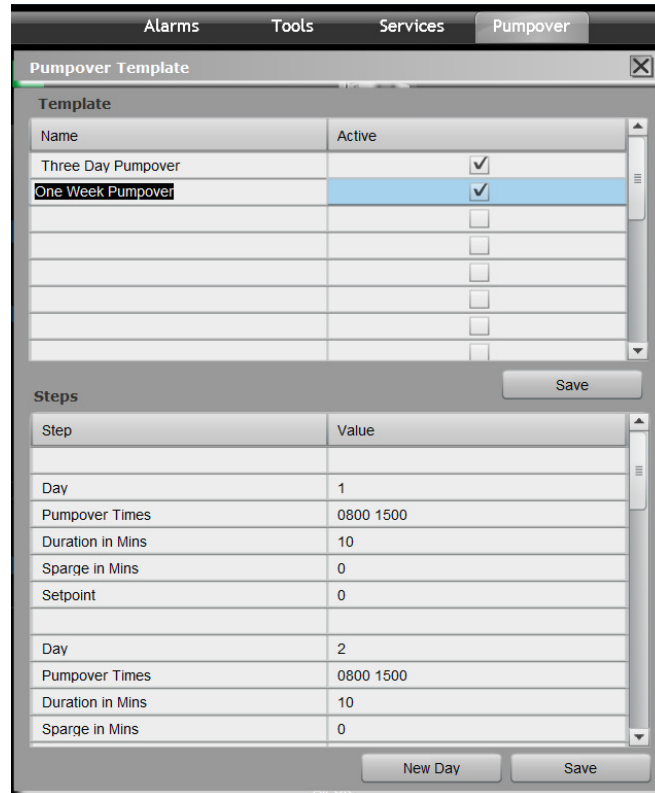 Alarms Tools Services Pumpover
Pumpover Template
Template
Name Active
Three Day Pumpover
One Week Pumpover
Save
Steps
Step Value
Day 1
Pumpover Times 0800 1500
Duration in Mins 10
Sparge in Mins 0
Setpoint 0
Day 2
Pumpover Times 0800 1500
Duration in Mins 10
Sparge in Mins 0
New Day Save